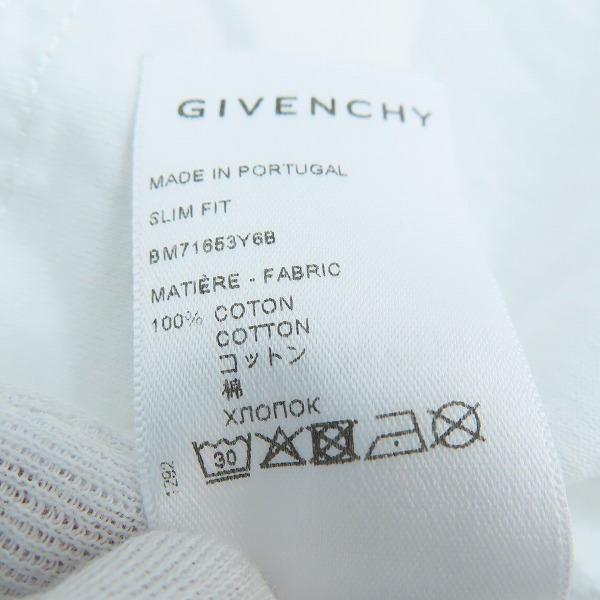 GIVENCHY
MADE IN PORTUGAL
SLIM FIT
BM71653Y6B
MATIÈRE - FABRIC
100% COTON
COTTON
コットン
棉
ХЛОПОК
30
1292